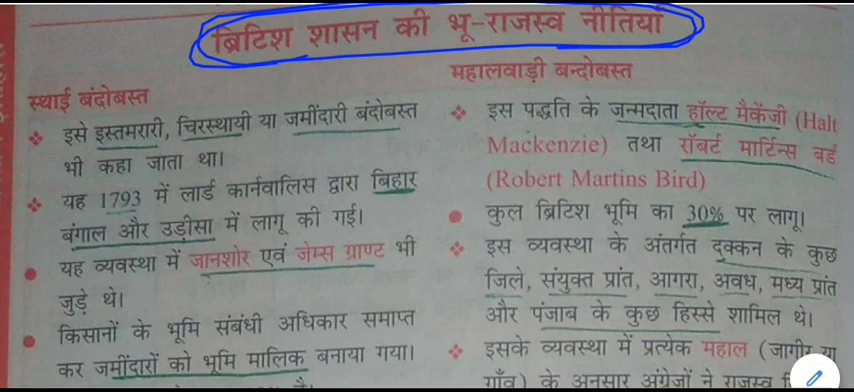 ब्रिटिश शासन की भू-राजस्व नीतियाँ
स्थाई बंदोबस्त
❖ इसे इस्तमरारी, चिरस्थायी या जमींदारी बंदोबस्त
भी कहा जाता था।
❖ यह 1793 में लार्ड कार्नवालिस द्वारा बिहार
बंगाल और उड़ीसा में लागू की गई।
● यह व्यवस्था में जानशोर एवं जेम्स ग्राण्ट भी
जुड़े थे।
● किसानों के भूमि संबंधी अधिकार समाप्त
कर जमींदारों को भूमि मालिक बनाया गया।
महालवाड़ी बन्दोबस्त
❖ इस पद्धति के जन्मदाता हॉल्ट मैकेंजी (Halt
Mackenzie) तथा रॉबर्ट मार्टिन्स बर्ड
(Robert Martins Bird)
● कुल ब्रिटिश भूमि का 30% पर लागू।
❖ इस व्यवस्था के अंतर्गत दक्कन के कुछ
जिले, संयुक्त प्रांत, आगरा, अवध, मध्य प्रांत
और पंजाब के कुछ हिस्से शामिल थे।
❖ इसके व्यवस्था में प्रत्येक महाल (जागीर या
गाँव) के अनुसार अंग्रेजों ने राजस्व